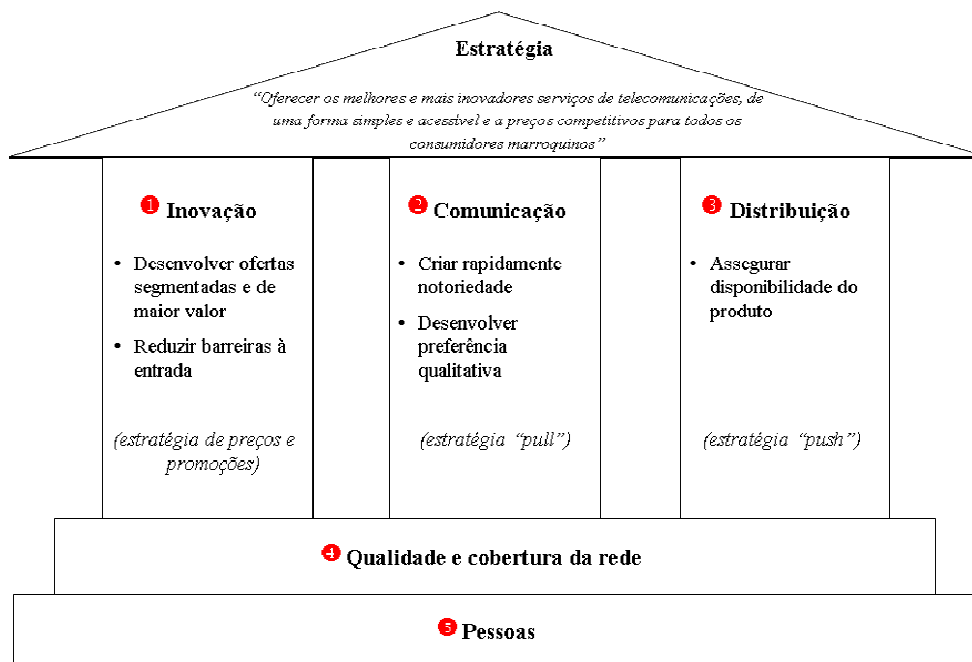 Estratégia
“Oferecer os melhores e mais inovadores serviços de telecomunicações, de
uma forma simples e acessível e a preços competitivos para todos os
consumidores marroquinos”
1 Inovação
• Desenvolver ofertas
segmentadas e de
maior valor
• Reduzir barreiras à
entrada
(estratégia de preços e
promoções)
2 Comunicação
• Criar rapidamente
notoriedade
• Desenvolver
preferência
qualitativa
(estratégia “pull”)
3 Distribuição
• Assegurar
disponibilidade do
produto
(estratégia “push”)
4 Qualidade e cobertura da rede
5 Pessoas